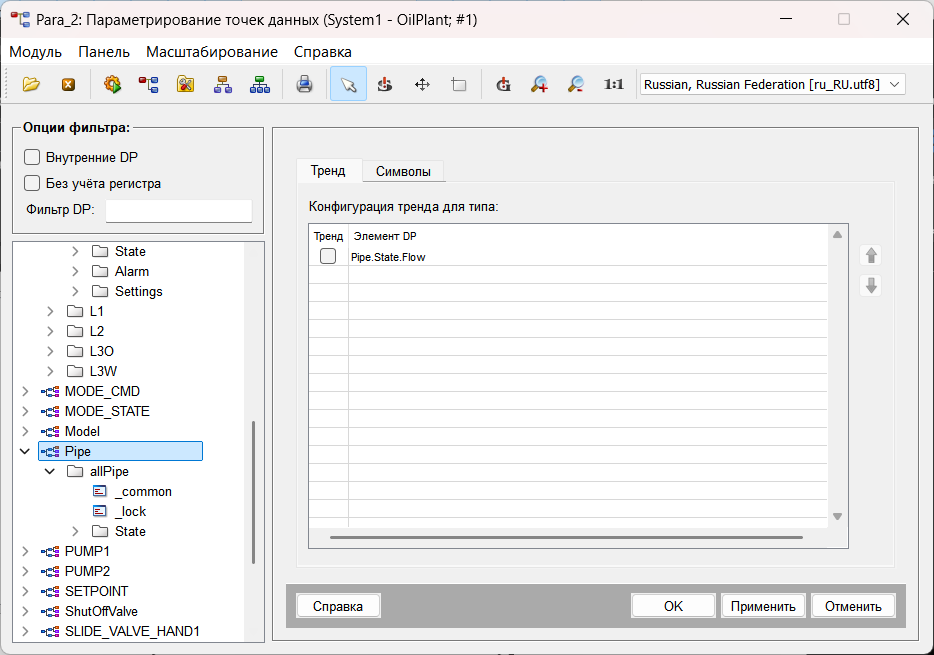 Para_2: Параметрирование точек данных (System1 - OilPlant; #1)
Модуль Панель Масштабирование Справка
1:1 Russian, Russian Federation [ru_RU.utf8]
Опции фильтра:
Внутренние DP
Без учёта регистра
Фильтр DP:
State
Alarm
Settings
L1
L2
L3O
L3W
MODE_CMD
MODE_STATE
Model
Pipe
allPipe
_common
_lock
State
PUMP1
PUMP2
SETPOINT
ShutOffValve
SLIDE_VALVE_HAND1
Тренд Символы
Конфигурация тренда для типа:
Тренд Элемент DP
Pipe.State.Flow
Справка OK Применить Отменить